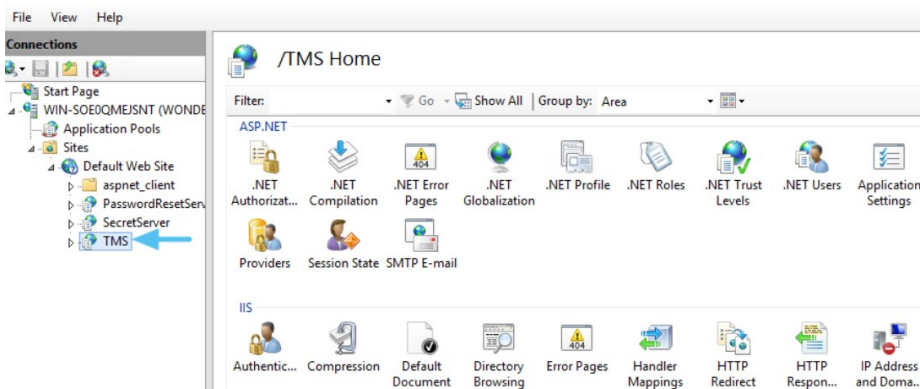 File View Help
Connections
Start Page
WIN-SOE0QMEJSNT (WONDE
Application Pools
Sites
Default Web Site
aspnet_client
PasswordResetServ
SecretServer
TMS
/TMS Home
Filter: Go Show All Group by: Area
ASP.NET
.NET Authorizat...
.NET Compilation
.NET Error Pages
.NET Globalization
.NET Profile
.NET Roles
.NET Trust Levels
.NET Users
Application Settings
Providers
Session State
SMTP E-mail
IIS
Authentic...
Compression
Default Document
Directory Browsing
Error Pages
Handler Mappings
HTTP Redirect
HTTP Respon...
IP Address and Doma...